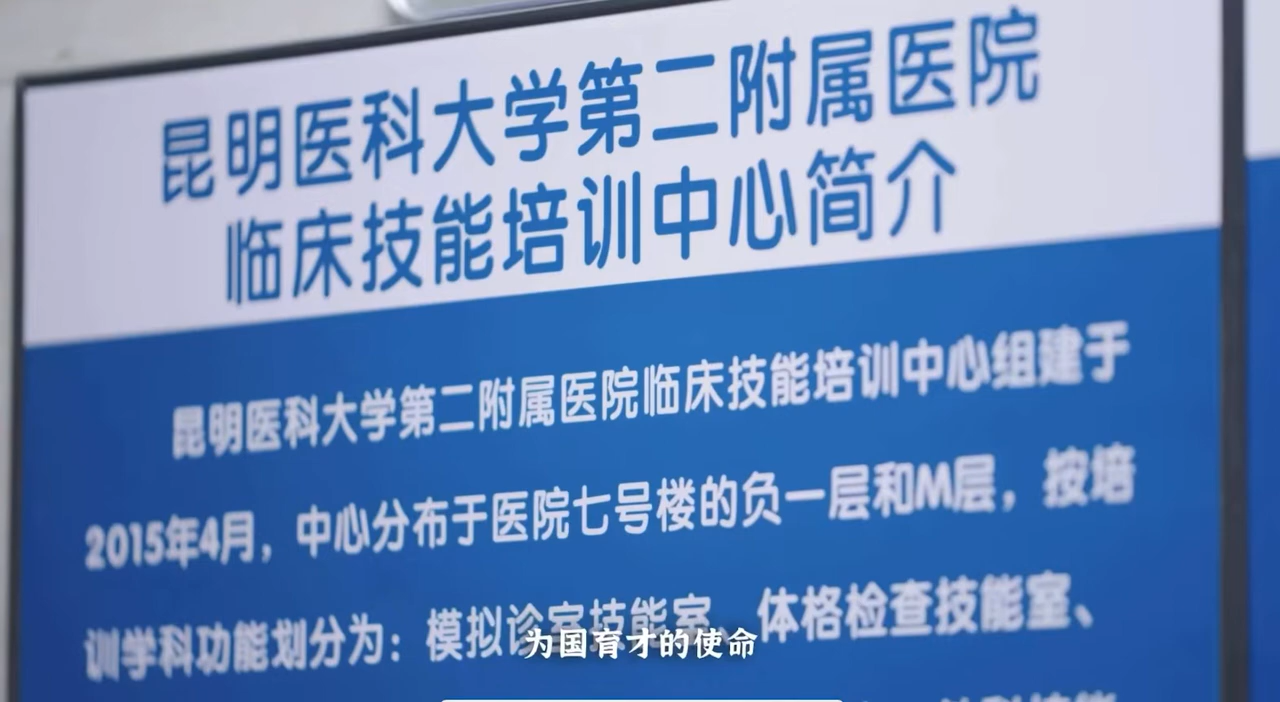 昆明医科大学第二附属医院
临床技能培训中心简介
昆明医科大学第二附属医院临床技能培训中心组建于
2015年4月，中心分布于医院七号楼的负一层和M层，按培
训学科功能划分为：模拟诊室技能室、体格检查技能室、
为国育才的使命